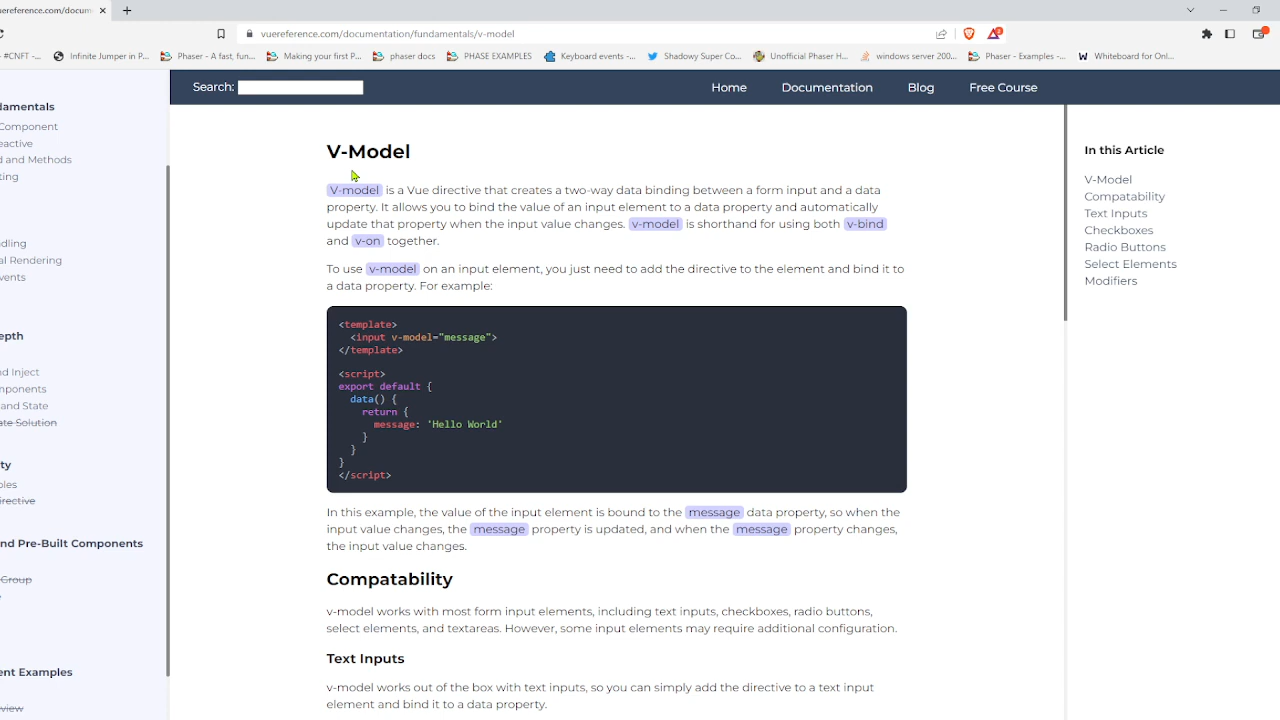 uereference.com/docum
vuereference.com/documentation/fundamentals/v-model
#CNFT -...
Infinite Jumper in P...
Phaser - A fast, fun...
Making your first P...
phaser docs
PHASE EXAMPLES
Keyboard events -...
Shadowy Super Co...
Unofficial Phaser H...
windows server 200...
Phaser - Examples -...
Whiteboard for Onl...
Search:
Home
Documentation
Blog
Free Course
damentals
Component
eactive
d and Methods
ting
dling
al Rendering
vents
epth
nd Inject
mponents
and State
ate Solution
ty
oles
irective
nd Pre-Built Components
Group
ent Examples
view
V-Model
V-model is a Vue directive that creates a two-way data binding between a form input and a data
property. It allows you to bind the value of an input element to a data property and automatically
update that property when the input value changes. v-model is shorthand for using both v-bind
and v-on together.
To use v-model on an input element, you just need to add the directive to the element and bind it to
a data property. For example:
<template>
<input v-model="message">
</template>
<script>
export default {
data() {
return {
message: 'Hello World'
}
}
}
</script>
In this example, the value of the input element is bound to the message data property, so when the
input value changes, the message property is updated, and when the message property changes,
the input value changes.
Compatability
v-model works with most form input elements, including text inputs, checkboxes, radio buttons,
select elements, and textareas. However, some input elements may require additional configuration.
Text Inputs
v-model works out of the box with text inputs, so you can simply add the directive to a text input
element and bind it to a data property.
In this Article
V-Model
Compatability
Text Inputs
Checkboxes
Radio Buttons
Select Elements
Modifiers